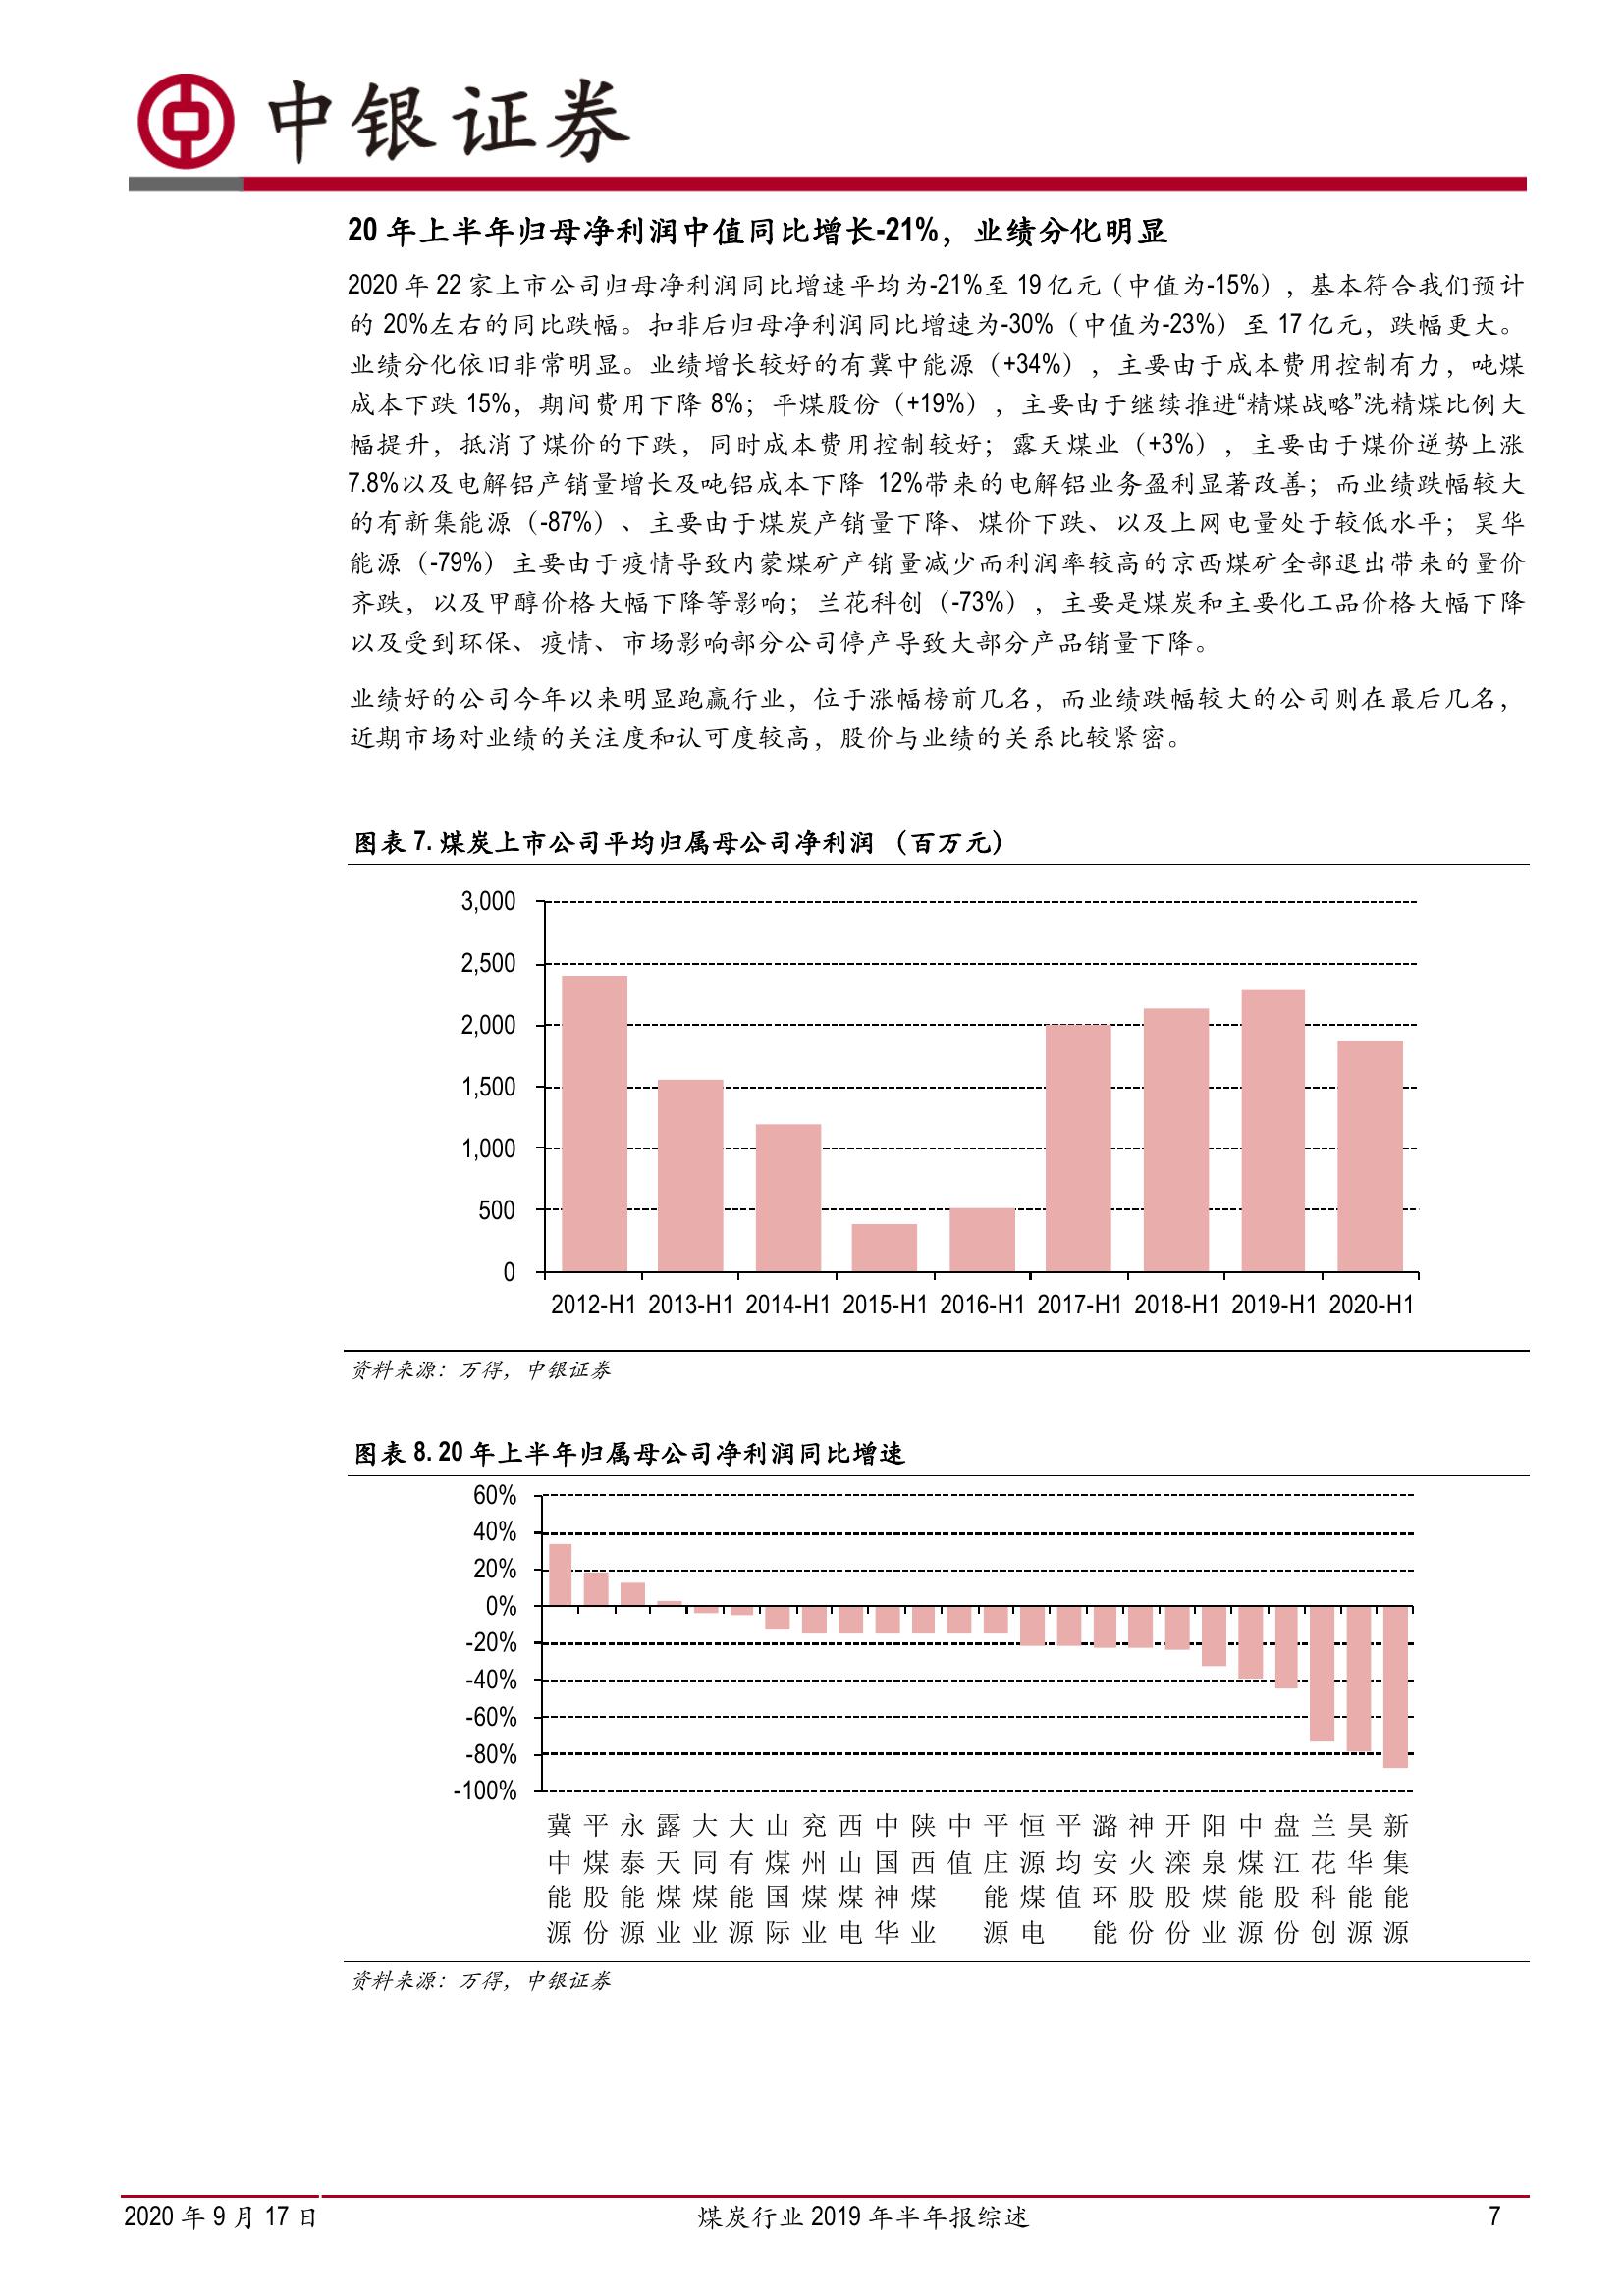 中银证券
20 年上半年归母净利润中值同比增长-21%，业绩分化明显
2020 年 22 家上市公司归母净利润同比增速平均为-21%至 19 亿元（中值为-15%），基本符合我们预计
的 20%左右的同比跌幅。扣非后归母净利润同比增速为-30%（中值为-23%）至 17 亿元，跌幅更大。
业绩分化依旧非常明显。业绩增长较好的有冀中能源（+34%），主要由于成本费用控制有力，吨煤
成本下跌 15%，期间费用下降 8%；平煤股份（+19%），主要由于继续推进“精煤战略”洗精煤比例大
幅提升，抵消了煤价的下跌，同时成本费用控制较好；露天煤业（+3%），主要由于煤价逆势上涨
7.8%以及电解铝产销量增长及吨铝成本下降 12%带来的电解铝业务盈利显著改善；而业绩跌幅较大
的有新集能源（-87%）、主要由于煤炭产销量下降、煤价下跌、以及上网电量处于较低水平；昊华
能源（-79%）主要由于疫情导致内蒙煤矿产销量减少而利润率较高的京西煤矿全部退出带来的量价
齐跌，以及甲醇价格大幅下降等影响；兰花科创（-73%），主要是煤炭和主要化工品价格大幅下降
以及受到环保、疫情、市场影响部分公司停产导致大部分产品销量下降。
业绩好的公司今年以来明显跑赢行业，位于涨幅榜前几名，而业绩跌幅较大的公司则在最后几名，
近期市场对业绩的关注度和认可度较高，股价与业绩的关系比较紧密。
图表 7. 煤炭上市公司平均归属母公司净利润 （百万元）
3,000
2,500
2,000
1,500
1,000
500
0
2012-H1 2013-H1 2014-H1 2015-H1 2016-H1 2017-H1 2018-H1 2019-H1 2020-H1
资料来源：万得，中银证券
图表 8. 20 年上半年归属母公司净利润同比增速
60%
40%
20%
0%
-20%
-40%
-60%
-80%
-100%
冀中能源
平煤股份
永泰能源
露天煤业
大同煤业
大有能源
山煤国际
兖州煤业
西山煤电
中国神华
陕西煤业
中值
平庄能源
恒源煤电
平均值
潞安环能
神火股份
开滦股份
阳泉煤业
中煤能源
盘江股份
兰花科创
昊华能源
新集能源
资料来源：万得，中银证券
2020 年 9 月 17 日 煤炭行业 2019 年半年报综述 7